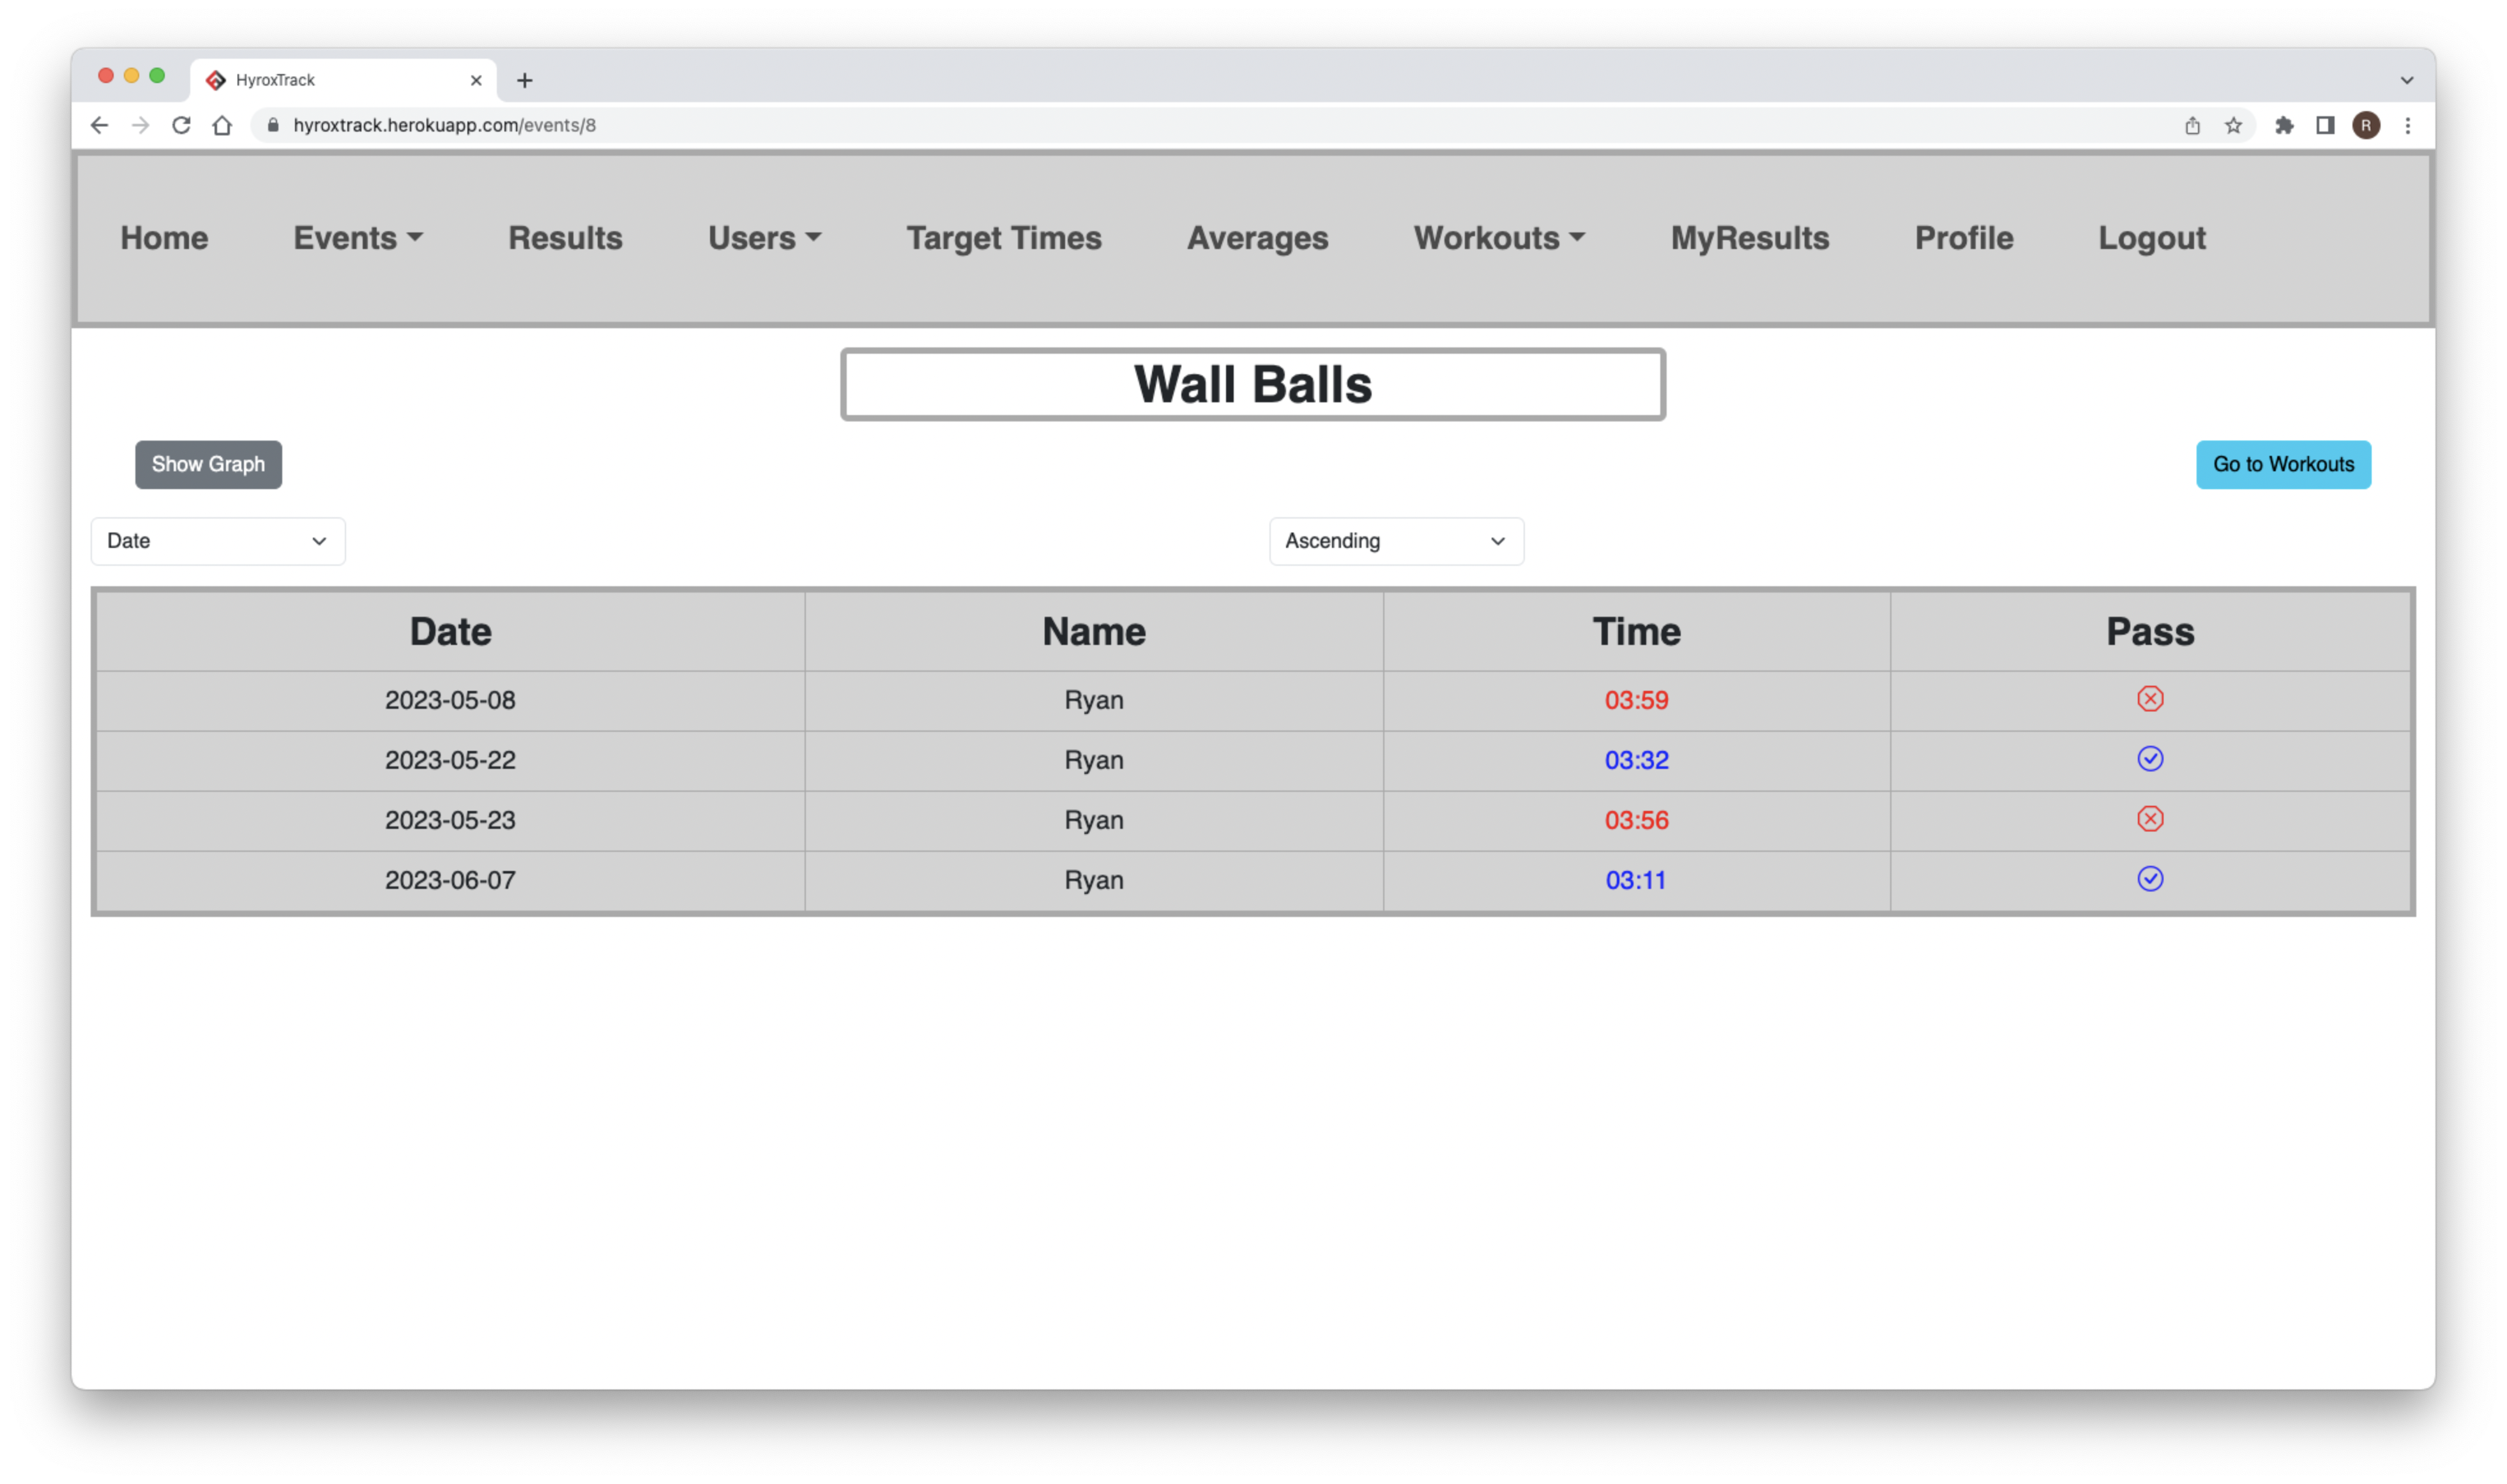 HyroxTrack
hyroxtrack.herokuapp.com/events/8
R
Home Events Results Users Target Times Averages Workouts MyResults Profile Logout
Wall Balls
Show Graph Go to Workouts
Date Ascending
Date Name Time Pass
2023-05-08 Ryan 03:59
2023-05-22 Ryan 03:32
2023-05-23 Ryan 03:56
2023-06-07 Ryan 03:11